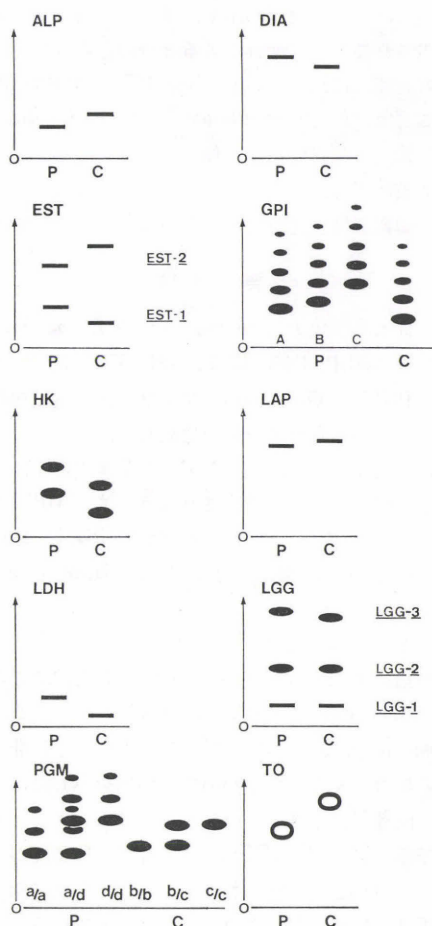 ALP
O
P C
DIA
O
P C
EST
EST-2
EST-1
O
P C
GPI
A B C
O
P C
HK
O
P C
LAP
O
P C
LDH
O
P C
LGG
LGG-3
LGG-2
LGG-1
O
P C
PGM
a/a a/d d/d b/b b/c c/c
O
P C
TO
O
P C